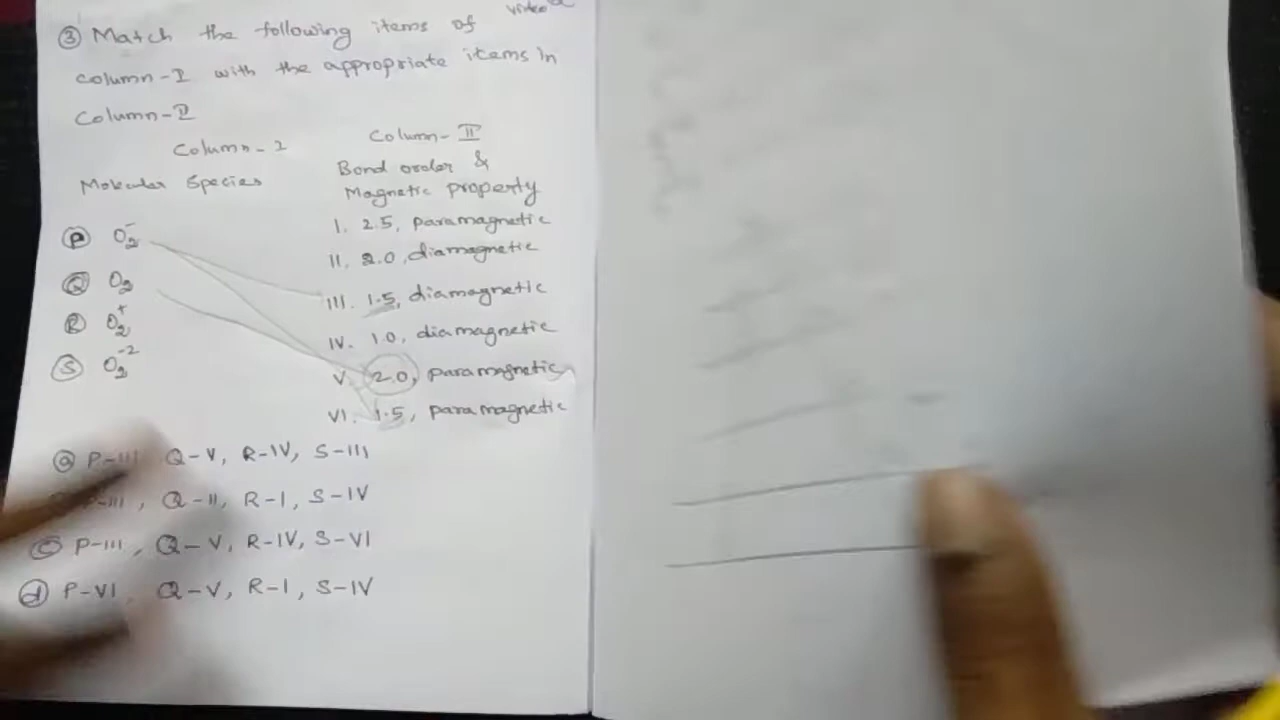 video
③ Match the following items of
column-I with the appropriate items in
Column-II
Column-I Column-II
Molecular Species Bond order &
Magnetic property
Ⓟ O₂⁻ I. 2.5, paramagnetic
II. 2.0, diamagnetic
Ⓠ O₂ III. 1.5, diamagnetic
Ⓡ O₂⁺ IV. 1.0, diamagnetic
Ⓢ O₂⁻² V. 2.0, paramagnetic
VI. 1.5, paramagnetic
ⓐ P-III Q-V, R-IV, S-III
P-III, Q-II, R-I, S-IV
ⓒ P-III, Q-V, R-IV, S-VI
ⓓ P-VI, Q-V, R-I, S-IV